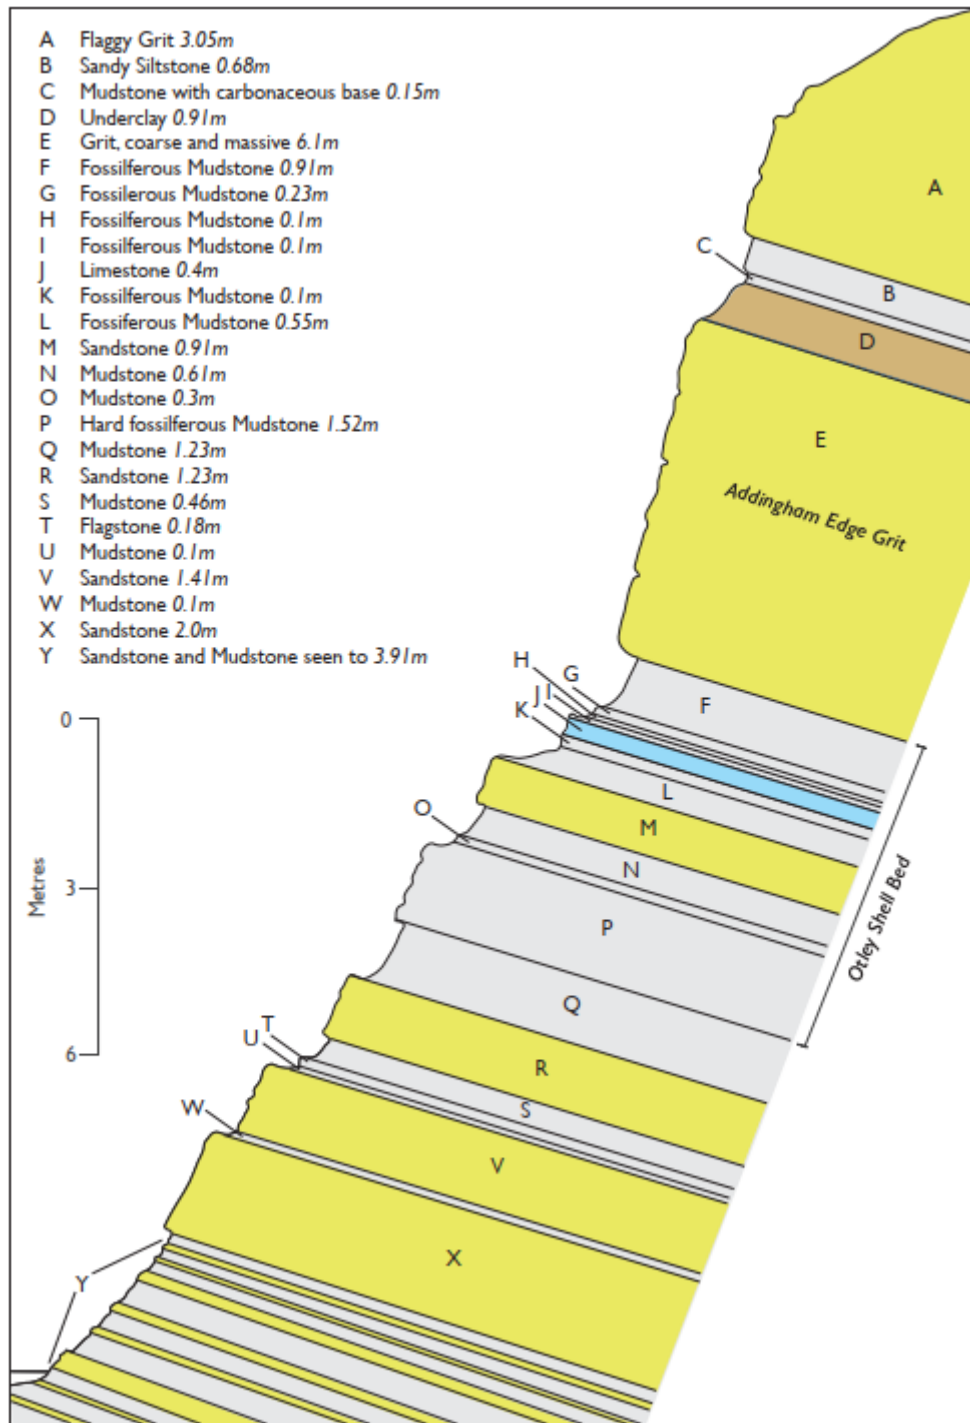 A Flaggy Grit 3.05m
B Sandy Siltstone 0.68m
C Mudstone with carbonaceous base 0.15m
D Underclay 0.91m
E Grit, coarse and massive 6.1m
F Fossilferous Mudstone 0.91m
G Fossilerous Mudstone 0.23m
H Fossilferous Mudstone 0.1m
I Fossilferous Mudstone 0.1m
J Limestone 0.4m
K Fossilferous Mudstone 0.1m
L Fossiferous Mudstone 0.55m
M Sandstone 0.91m
N Mudstone 0.61m
O Mudstone 0.3m
P Hard fossilferous Mudstone 1.52m
Q Mudstone 1.23m
R Sandstone 1.23m
S Mudstone 0.46m
T Flagstone 0.18m
U Mudstone 0.1m
V Sandstone 1.41m
W Mudstone 0.1m
X Sandstone 2.0m
Y Sandstone and Mudstone seen to 3.91m
A
C
B
D
E
Addingham Edge Grit
H
G
J I
K
F
L
M
O
N
P
Q
Otley Shell Bed
T
U
R
S
W
V
X
Y
0
3
6
Metres